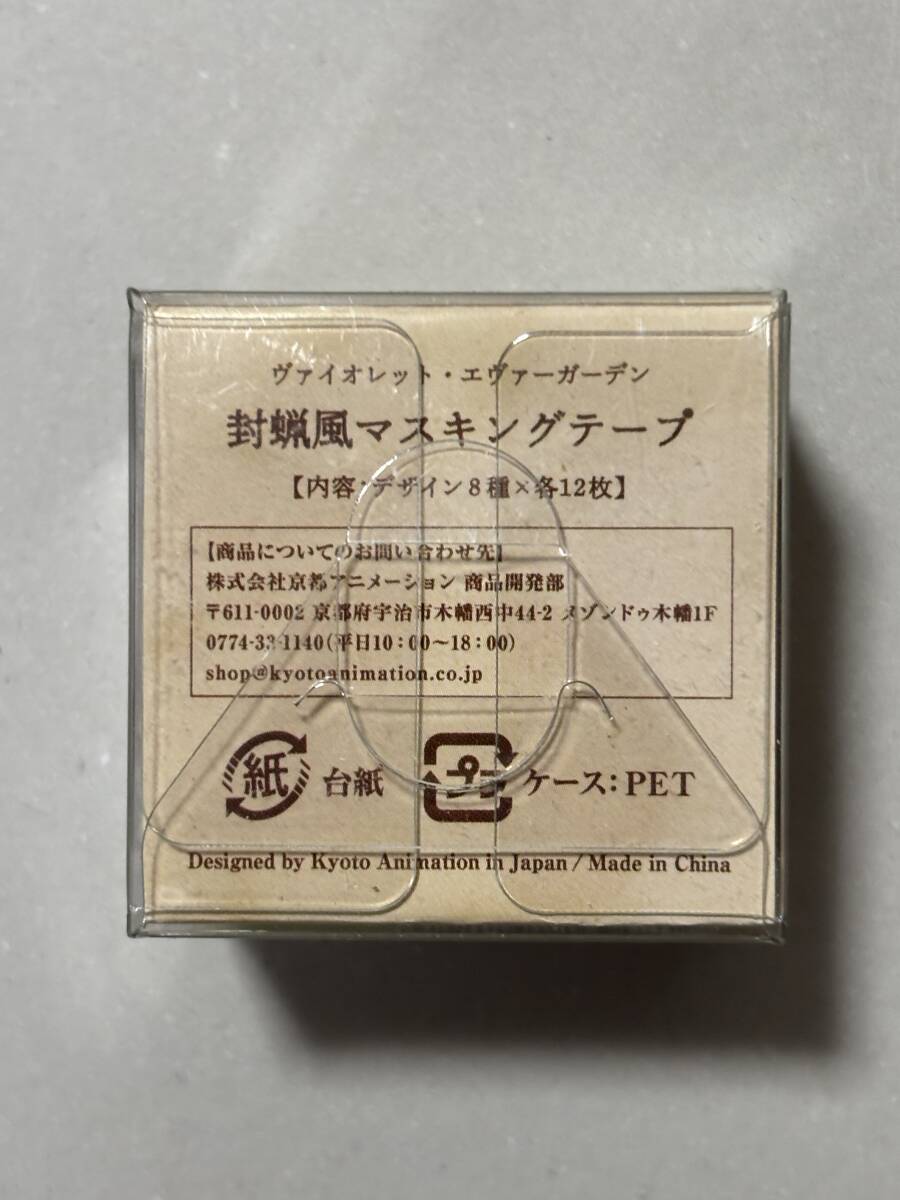 ヴァイオレット・エヴァーガーデン
封蝋風マスキングテープ
【内容:デザイン8種×各12枚】
【商品についてのお問い合わせ先】
株式会社京都アニメーション 商品開発部
〒611-0002 京都府宇治市木幡西中44-2 メゾンドゥ木幡1F
0774-33-1140(平日10:00〜18:00)
shop@kyotoanimation.co.jp
紙 台紙 プラ ケース:PET
Designed by Kyoto Animation in Japan / Made in China